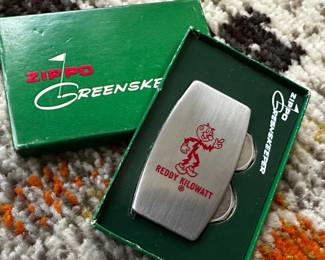 ZIPPO
GREENSKE
REDDY KILOWATT
®
ZIPPO
GREENSKEEPER